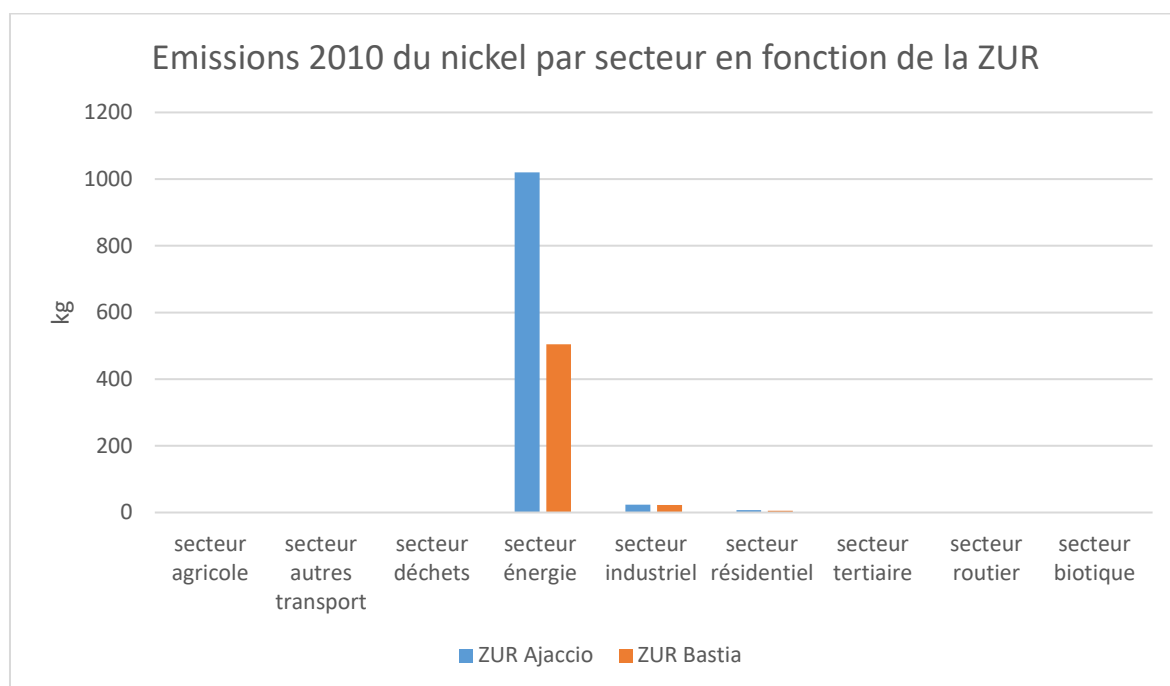 Emissions 2010 du nickel par secteur en fonction de la ZUR
1200
1000
800
600
400
200
0
kg
secteur agricole
secteur autres transport
secteur déchets
secteur énergie
secteur industriel
secteur résidentiel
secteur tertiaire
secteur routier
secteur biotique
ZUR Ajaccio
ZUR Bastia